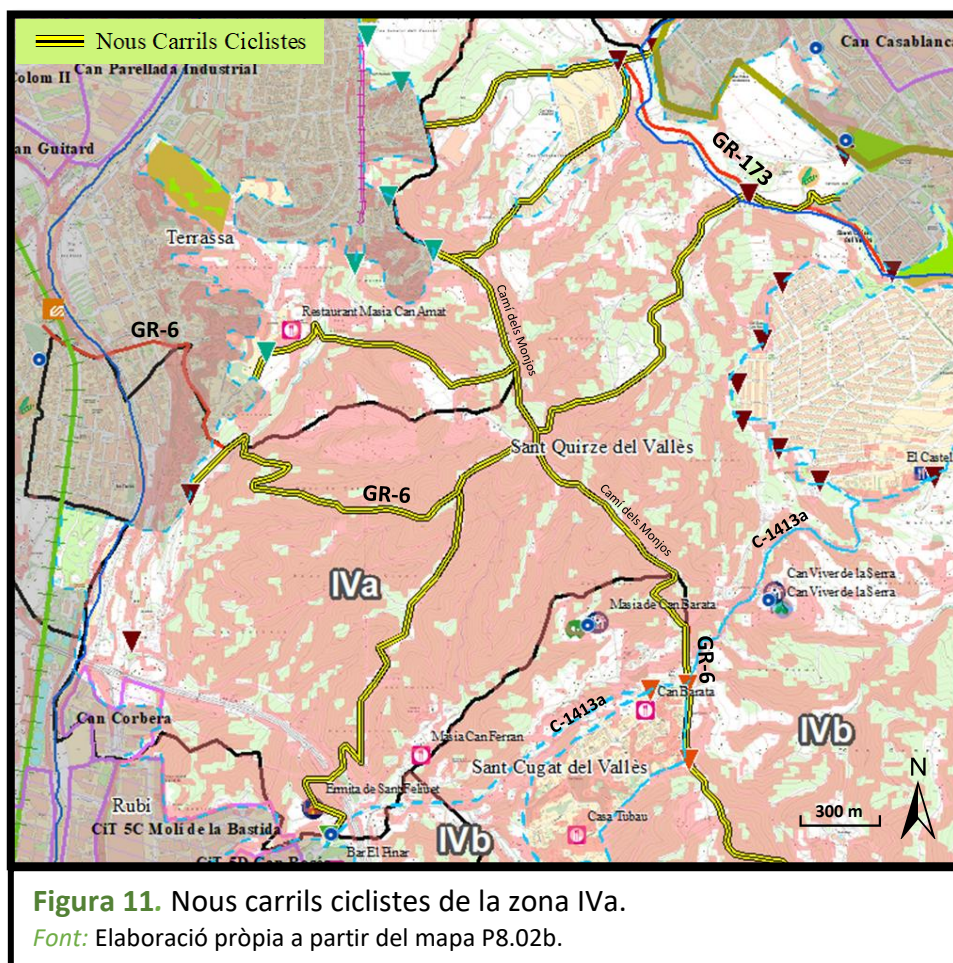 Nous Carrils Ciclistes
Can Casablanca
Colom II
Can Parellada Industrial
an Guitard
GR-173
Terrassa
Restaurant Masia Can Amat
Camí dels Monjos
GR-6
Sant Quirze del Vallès
El Castel
GR-6
Camí dels Monjos
C-1413a
IVa
Can Viver de la Serra
Can Viver de la Serra
Masia de Can Barata
GR-6
Can Barata
C-1413a
Can Corbera
Masia Can Ferran
IVb
Sant Cugat del Vallès
N
Ermita de Sant Feliuet
Rubi
300 m
Casa Tubau
CiT 5C Molí de la Bastida
IVb
Bar El Pinar
Figura 11. Nous carrils ciclistes de la zona IVa.
Font: Elaboració pròpia a partir del mapa P8.02b.